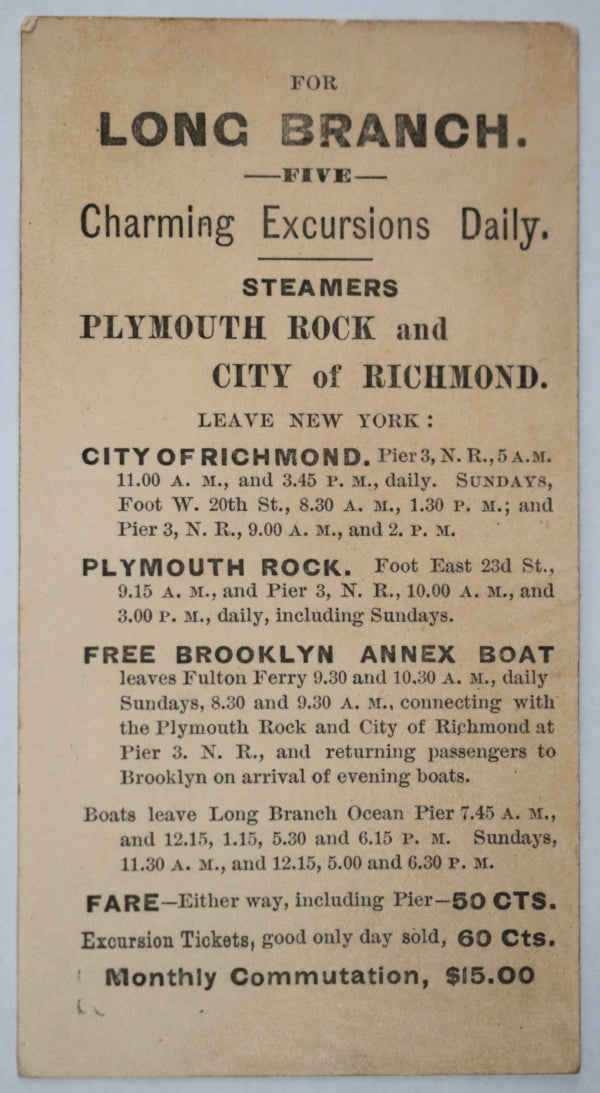 FOR
LONG BRANCH.
—FIVE—
Charming Excursions Daily.
STEAMERS
PLYMOUTH ROCK and
CITY of RICHMOND.
LEAVE NEW YORK:
CITY OF RICHMOND. Pier 3, N. R., 5 A.M.
11.00 A. M., and 3.45 P. M., daily. SUNDAYS,
Foot W. 20th St., 8.30 A. M., 1.30 P. M.; and
Pier 3, N. R., 9.00 A. M., and 2. P. M.
PLYMOUTH ROCK. Foot East 23d St.,
9.15 A. M., and Pier 3, N. R., 10.00 A. M., and
3.00 P. M., daily, including Sundays.
FREE BROOKLYN ANNEX BOAT
leaves Fulton Ferry 9.30 and 10.30 A. M., daily
Sundays, 8.30 and 9.30 A. M., connecting with
the Plymouth Rock and City of Richmond at
Pier 3. N. R., and returning passengers to
Brooklyn on arrival of evening boats.
Boats leave Long Branch Ocean Pier 7.45 A. M.,
and 12.15, 1.15, 5.30 and 6.15 P. M. Sundays,
11.30 A. M., and 12.15, 5.00 and 6.30 P. M.
FARE—Either way, including Pier—50 CTS.
Excursion Tickets, good only day sold, 60 Cts.
Monthly Commutation, $15.00